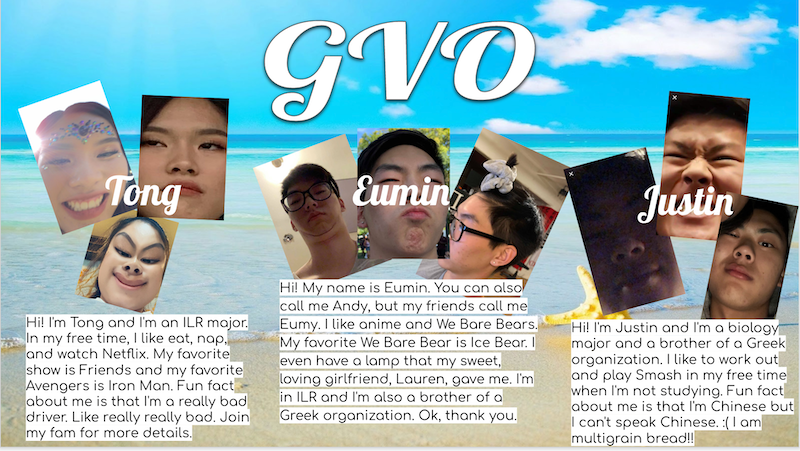 GVO
Tong
Eumin
Justin
Hi! I'm Tong and I'm an ILR major.
In my free time, I like eat, nap,
and watch Netflix. My favorite
show is Friends and my favorite
Avengers is Iron Man. Fun fact
about me is that I'm a really bad
driver. Like really really bad. Join
my fam for more details.
Hi! My name is Eumin. You can also
call me Andy, but my friends call me
Eumy. I like anime and We Bare Bears.
My favorite We Bare Bear is Ice Bear. I
even have a lamp that my sweet,
loving girlfriend, Lauren, gave me. I'm
in ILR and I'm also a brother of a
Greek organization. Ok, thank you.
Hi! I'm Justin and I'm a biology
major and a brother of a Greek
organization. I like to work out
and play Smash in my free time
when I'm not studying. Fun fact
about me is that I'm Chinese but
I can't speak Chinese. :( I am
multigrain bread!!